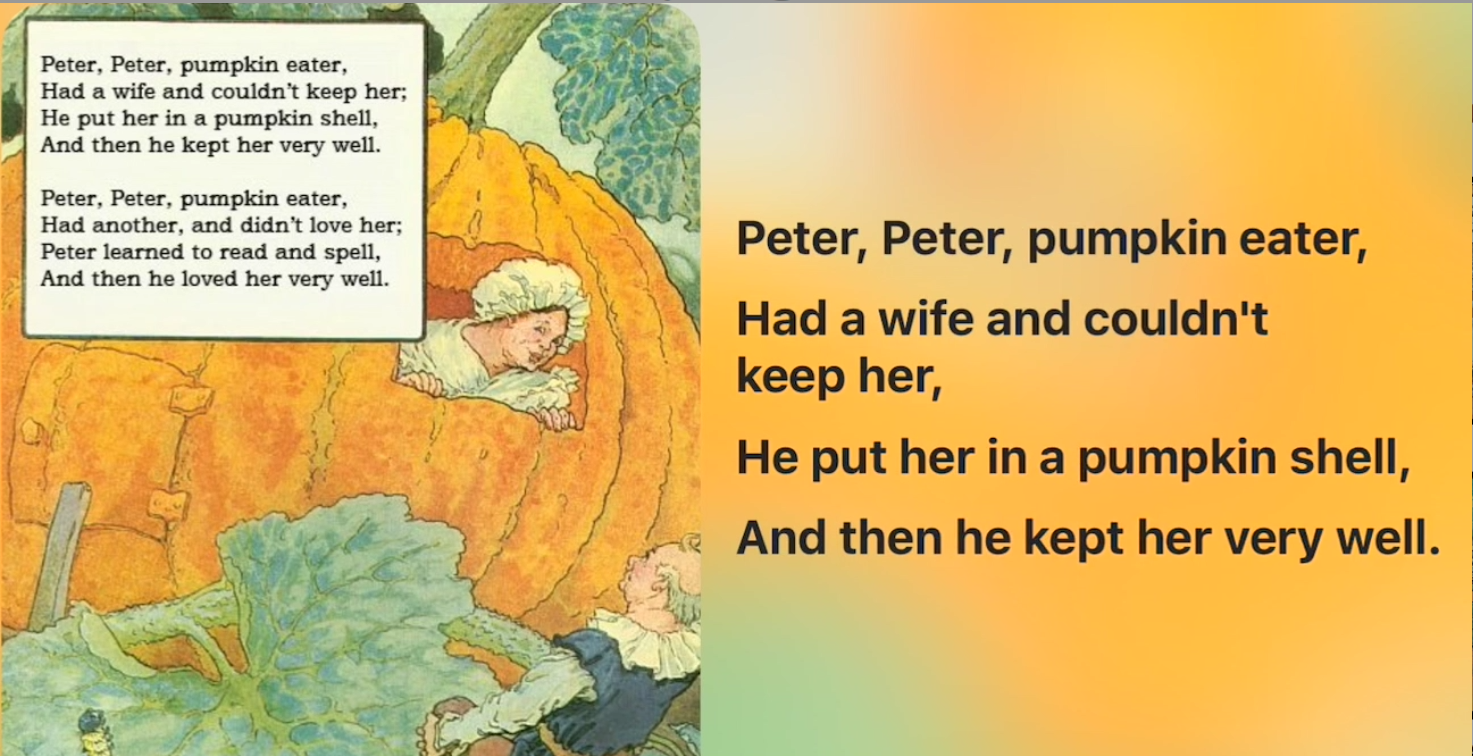 Peter, Peter, pumpkin eater,
Had a wife and couldn't keep her;
He put her in a pumpkin shell,
And then he kept her very well.
Peter, Peter, pumpkin eater,
Had another, and didn't love her;
Peter learned to read and spell,
And then he loved her very well.
Peter, Peter, pumpkin eater,
Had a wife and couldn't
keep her,
He put her in a pumpkin shell,
And then he kept her very well.